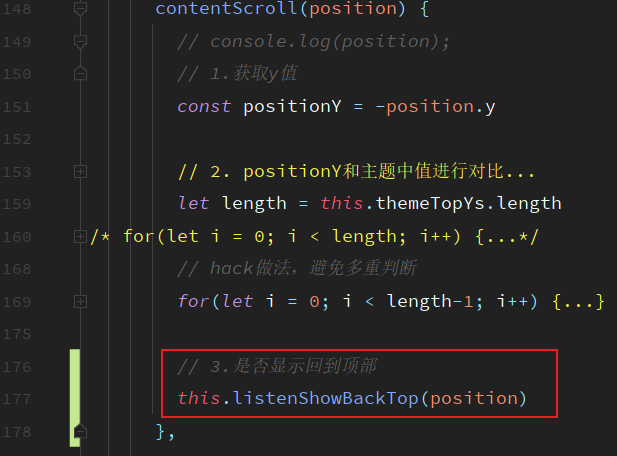 148 contentScroll(position) {
149 // console.log(position);
150 // 1.获取y值
151 const positionY = -position.y
152
153 // 2. positionY和主题中值进行对比...
159 let length = this.themeTopYs.length
160 /* for(let i = 0; i < length; i++) {...*/
168 // hack做法，避免多重判断
169 for(let i = 0; i < length-1; i++) {...}
175
176 // 3.是否显示回到顶部
177 this.listenShowBackTop(position)
178 },